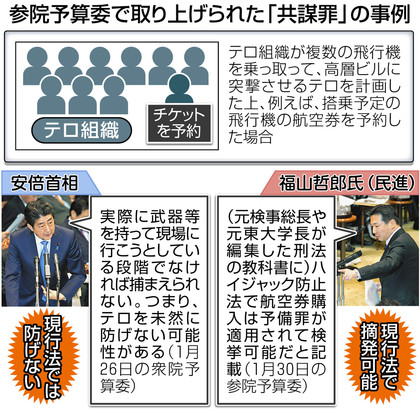 参院予算委で取り上げられた「共謀罪」の事例
テロ組織
チケット
を予約
テロ組織が複数の飛行機
を乗っ取って、高層ビルに
突撃させるテロを計画し
た上、例えば、搭乗予定の
飛行機の航空券を予約し
た場合
安倍首相
実際に武器等
を持って現場に
行こうとしてい
る段階でなけ
れば捕まえられ
ない。つまり、
テロを未然に
防げない可能
性がある(1月
26日の衆院予
算委)
現行法では
防げない
福山哲郎氏(民進)
(元検事総長や
元東大学長が
編集した刑法
の教科書に)ハ
イジャック防止
法で航空券購
入は予備罪が
適用されて検
挙可能だと記
載(1月30日の
参院予算委)
現行法で
摘発可能